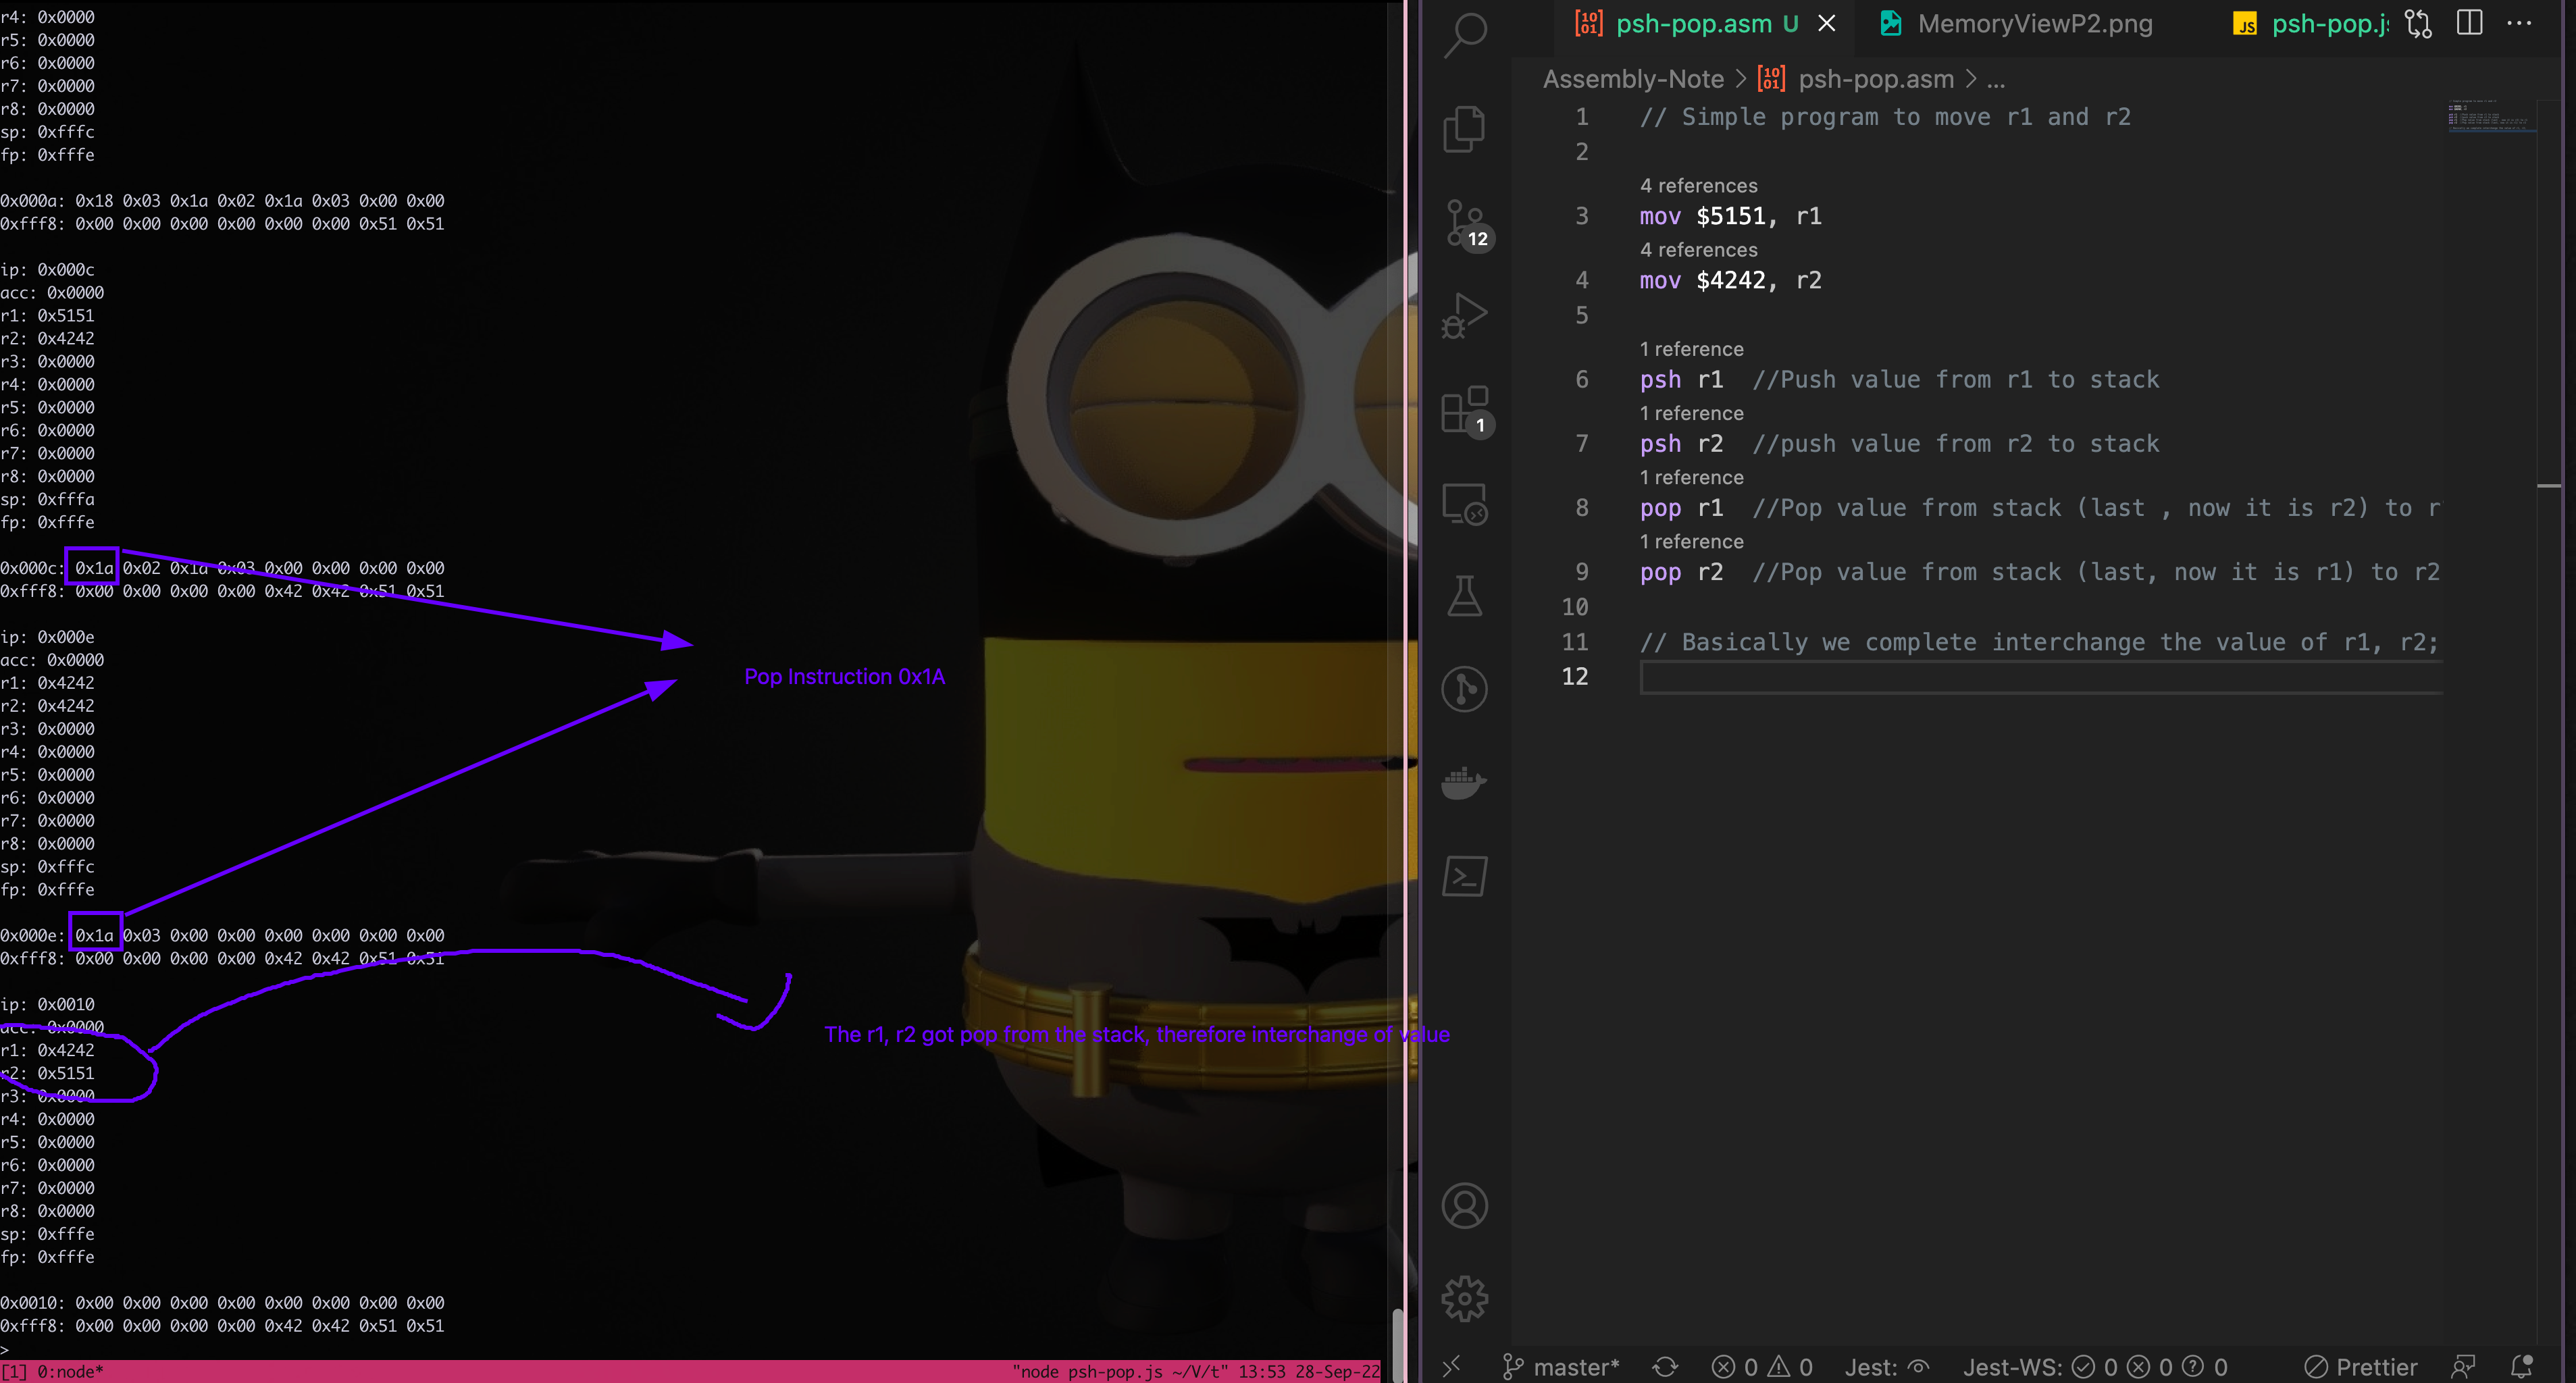 r4: 0x0000
r5: 0x0000
r6: 0x0000
r7: 0x0000
r8: 0x0000
sp: 0xfffc
fp: 0xfffe
0x000a: 0x18 0x03 0x1a 0x02 0x1a 0x03 0x00 0x00
0xfff8: 0x00 0x00 0x00 0x00 0x00 0x00 0x51 0x51
ip: 0x000c
acc: 0x0000
r1: 0x5151
r2: 0x4242
r3: 0x0000
r4: 0x0000
r5: 0x0000
r6: 0x0000
r7: 0x0000
r8: 0x0000
sp: 0xfffa
fp: 0xfffe
0x000c: 0x1a 0x02 0x1a 0x03 0x00 0x00 0x00 0x00
0xfff8: 0x00 0x00 0x00 0x00 0x42 0x42 0x51 0x51
ip: 0x000e
acc: 0x0000
r1: 0x4242
r2: 0x4242
r3: 0x0000
r4: 0x0000
r5: 0x0000
r6: 0x0000
r7: 0x0000
r8: 0x0000
sp: 0xfffc
fp: 0xfffe
0x000e: 0x1a 0x03 0x00 0x00 0x00 0x00 0x00 0x00
0xfff8: 0x00 0x00 0x00 0x00 0x42 0x42 0x51 0x51
ip: 0x0010
acc: 0x0000
r1: 0x4242
r2: 0x5151
r3: 0x0000
r4: 0x0000
r5: 0x0000
r6: 0x0000
r7: 0x0000
r8: 0x0000
sp: 0xfffe
fp: 0xfffe
0x0010: 0x00 0x00 0x00 0x00 0x00 0x00 0x00 0x00
0xfff8: 0x00 0x00 0x00 0x00 0x42 0x42 0x51 0x51
>
[1] 0:node* "node psh-pop.js ~/V/t" 13:53 28-Sep-22
Pop Instruction 0x1A
The r1, r2 got pop from the stack, therefore interchange of value
12
1
psh-pop.asm U MemoryViewP2.png JS psh-pop.js
Assembly-Note > psh-pop.asm > ...
1 // Simple program to move r1 and r2
2
4 references
3 mov $5151, r1
4 references
4 mov $4242, r2
5
1 reference
6 psh r1 //Push value from r1 to stack
1 reference
7 psh r2 //push value from r2 to stack
1 reference
8 pop r1 //Pop value from stack (last , now it is r2) to r
1 reference
9 pop r2 //Pop value from stack (last, now it is r1) to r2
10
11 // Basically we complete interchange the value of r1, r2;
12
master* 0 0 Jest: Jest-WS: 0 0 0 Prettier